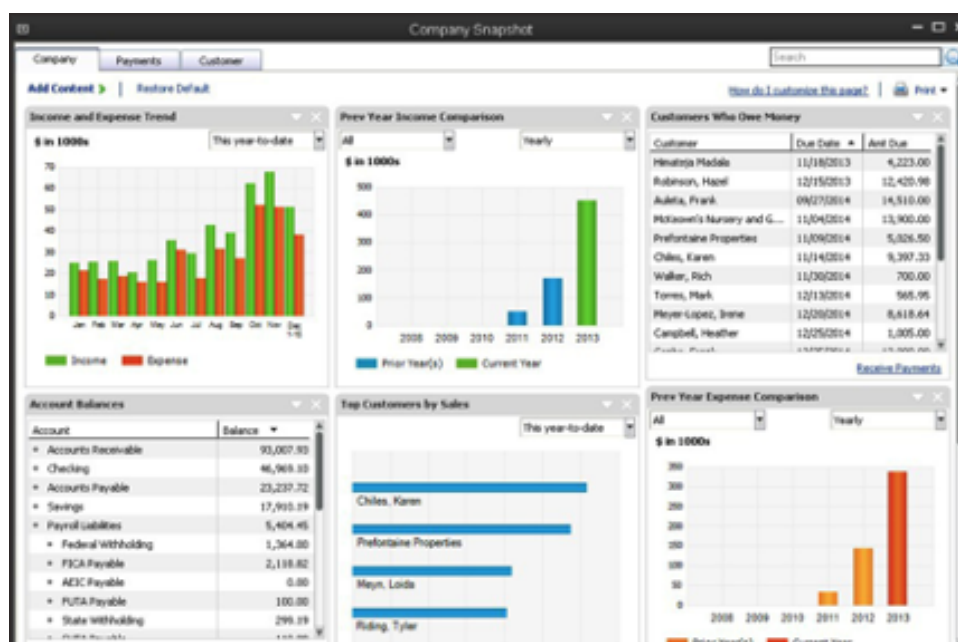 Company Snapshot
Company Payments Customer
Search
Add Content Restore Default
How do I customize this page? Print
Income and Expense Trend
$ in 1000s This year-to-date
70
60
50
40
30
20
10
0
Jan Feb Mar Apr May Jun Jul Aug Sep Oct Nov Dec
1-15
Income Expense
Prev Year Income Comparison
All Yearly
$ in 1000s
500
400
300
200
100
0
2008 2009 2010 2011 2012 2013
Prior Year(s) Current Year
Customers Who Owe Money
Customer Due Date Amt Due
Madala 11/18/2013 4,223.00
Robinson, Hazel 12/15/2013 12,420.98
Auleta, Frank 09/27/2014 14,510.00
McKeown's Nursery and G... 11/04/2014 13,900.00
Prefontaine Properties 11/09/2014 5,026.50
Chiles, Karen 11/14/2014 9,397.33
Walker, Rich 11/30/2014 700.00
Torres, Mark 12/13/2014 565.95
Meyer-Lopez, Irene 12/20/2014 8,618.64
Campbell, Heather 12/25/2014 1,005.00
Receive Payments
Account Balances
Account Balance
Accounts Receivable 93,007.93
Checking 46,969.10
Accounts Payable 23,237.72
Savings 17,910.19
Payroll Liabilities 5,404.45
Federal Withholding 1,364.00
FICA Payable 2,118.82
AEIC Payable 0.00
FUTA Payable 100.00
State Withholding 299.19
Top Customers by Sales
This year-to-date
Chiles, Karen
Prefontaine Properties
Meyn, Loida
Riding, Tyler
Prev Year Expense Comparison
All Yearly
$ in 1000s
350
300
250
200
150
100
50
0
2008 2009 2010 2011 2012 2013
Prior Year(s) Current Year